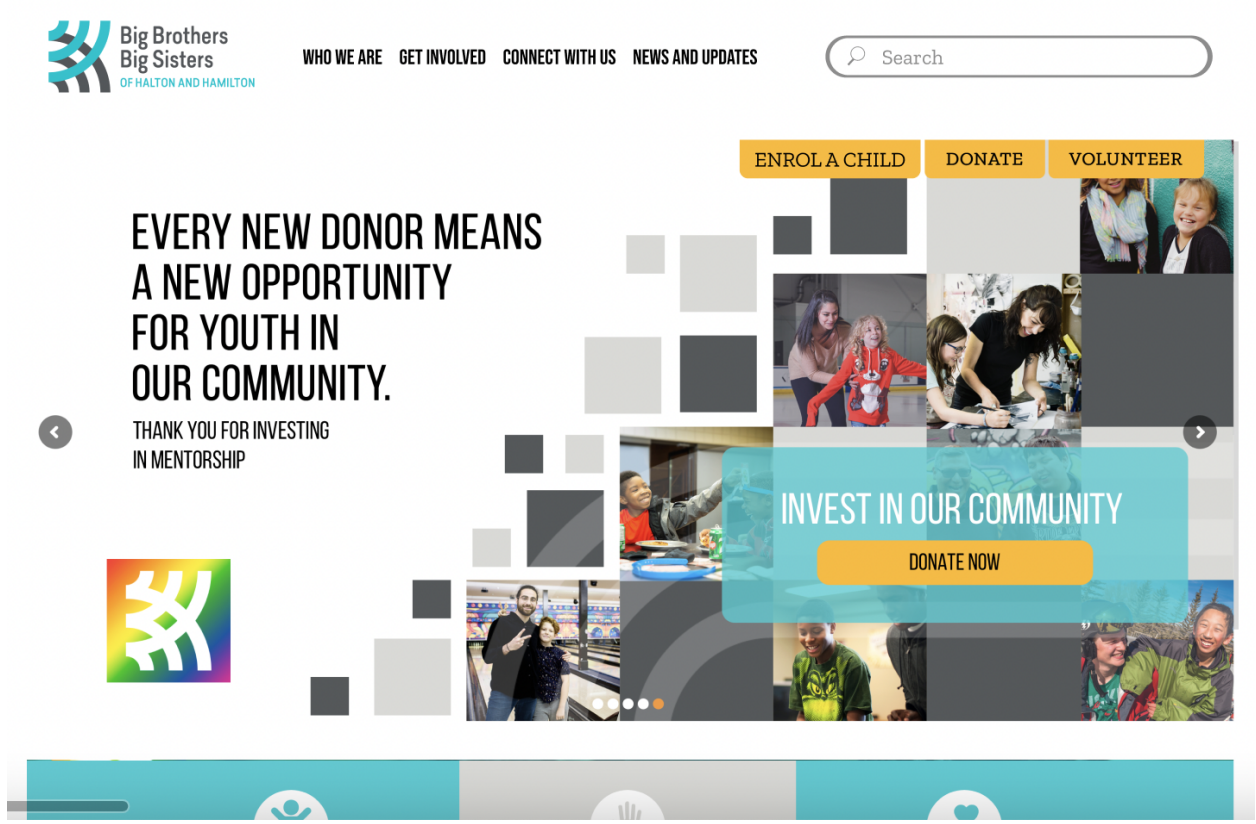 Big Brothers
Big Sisters
OF HALTON AND HAMILTON
WHO WE ARE GET INVOLVED CONNECT WITH US NEWS AND UPDATES
Search
ENROL A CHILD DONATE VOLUNTEER
EVERY NEW DONOR MEANS
A NEW OPPORTUNITY
FOR YOUTH IN
OUR COMMUNITY.
THANK YOU FOR INVESTING
IN MENTORSHIP
INVEST IN OUR COMMUNITY
DONATE NOW